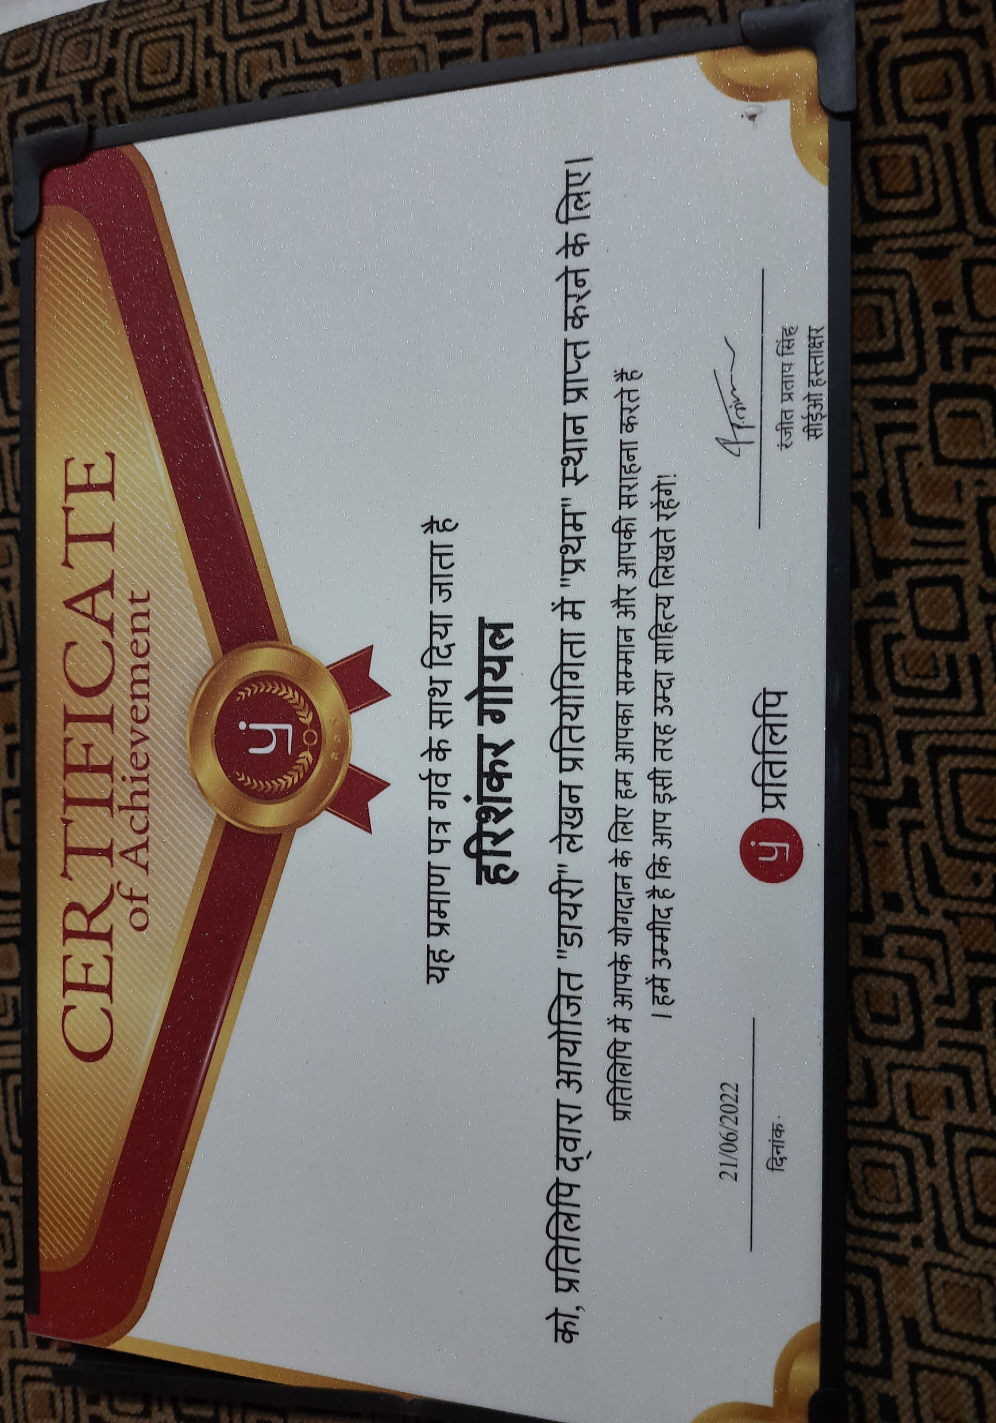 CERTIFICATE
of Achievement
यह प्रमाण पत्र गर्व के साथ दिया जाता है
हरिशंकर गोयल
को, प्रतिलिपि द्वारा आयोजित "डायरी" लेखन प्रतियोगिता में "प्रथम" स्थान प्राप्त करने के लिए।
प्रतिलिपि में आपके योगदान के लिए हम आपका सम्मान और आपकी सराहना करते हैं
। हमें उम्मीद है कि आप इसी तरह उम्दा साहित्य लिखते रहेंगे!
21/06/2022
दिनांक
प्रतिलिपि
रंजीत प्रताप सिंह
सीईओ हस्ताक्षर